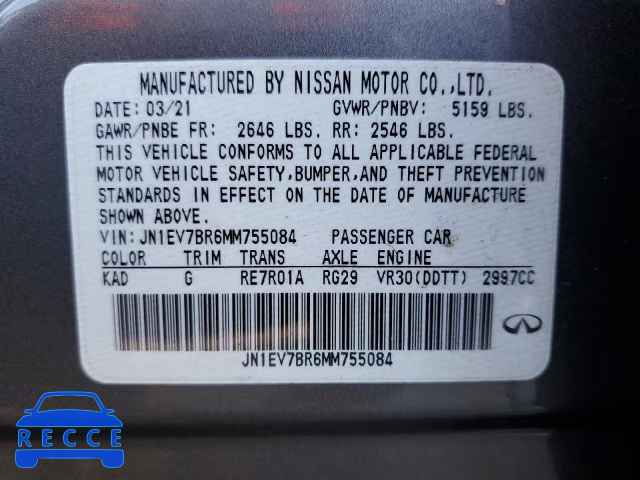 MANUFACTURED BY NISSAN MOTOR CO.,LTD.
DATE: 03/21 GVWR/PNBV: 5159 LBS.
GAWR/PNBE FR: 2646 LBS. RR: 2546 LBS.
THIS VEHICLE CONFORMS TO ALL APPLICABLE FEDERAL
MOTOR VEHICLE SAFETY,BUMPER,AND THEFT PREVENTION
STANDARDS IN EFFECT ON THE DATE OF MANUFACTURE
SHOWN ABOVE.
VIN:JN1EV7BR6MM755084 PASSENGER CAR
COLOR TRIM TRANS AXLE ENGINE
KAD G RE7R01A RG29 VR30(DDTT) 2997CC
JN1EV7BR6MM755084
RECCE